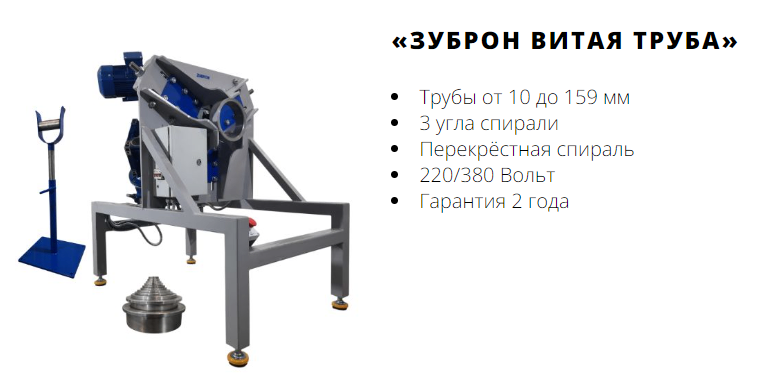 «ЗУБРОН ВИТАЯ ТРУБА»
• Трубы от 10 до 159 мм
• 3 угла спирали
• Перекрёстная спираль
• 220/380 Вольт
• Гарантия 2 года